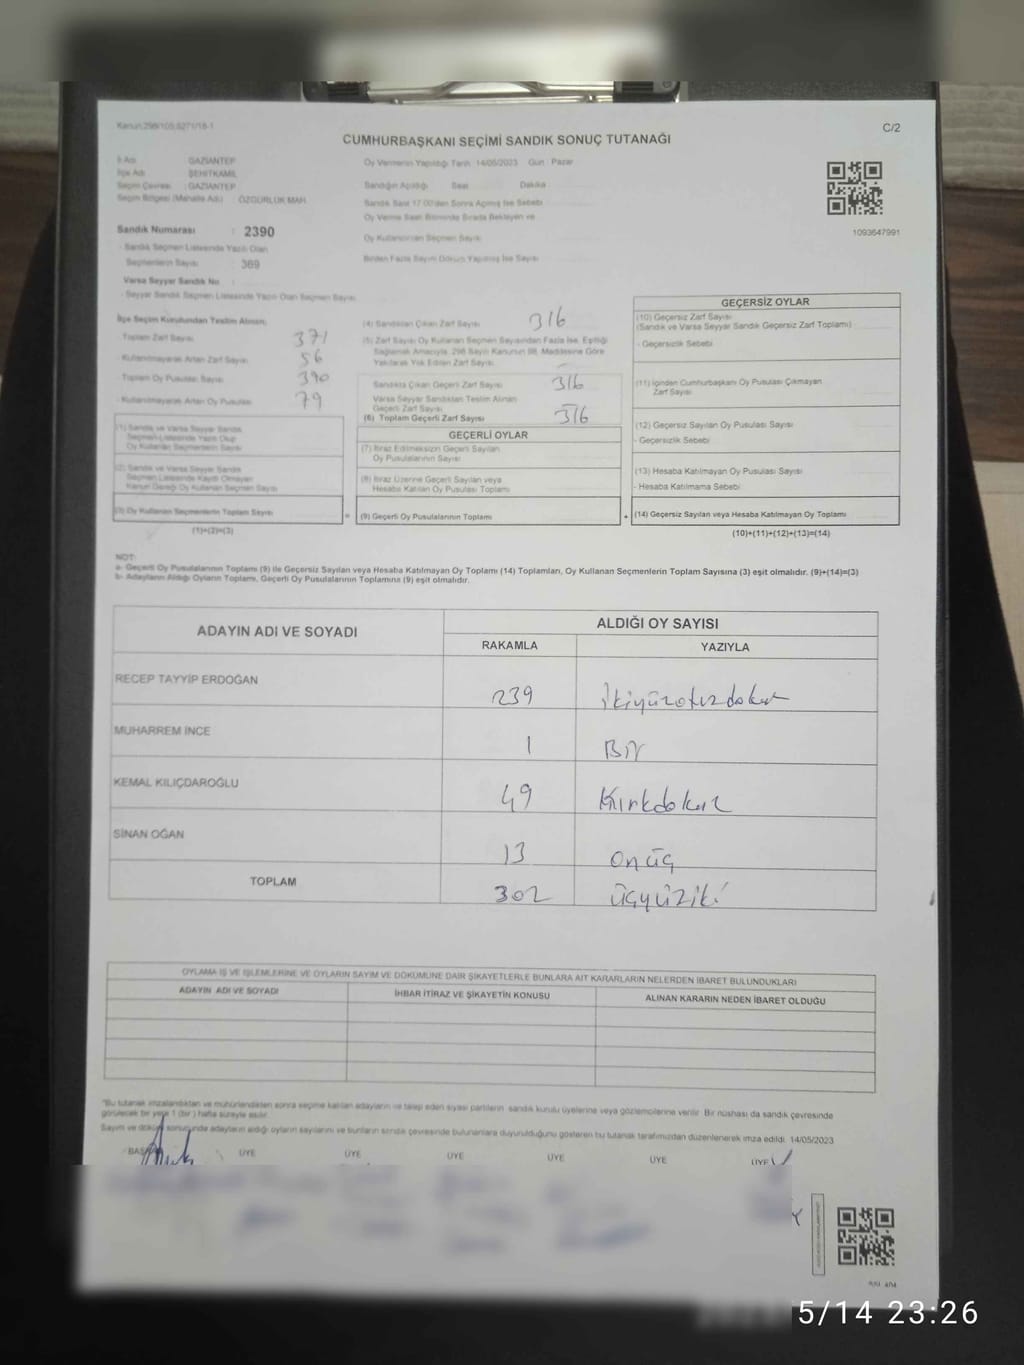 Kanun:298/105,6271/18-1
C/2
CUMHURBAŞKANI SEÇİMİ SANDIK SONUÇ TUTANAĞI
İl Adı : GAZİANTEP
İlçe Adı : ŞEHİTKAMİL
Seçim Çevresi : GAZİANTEP
Seçim Bölgesi (Mahalle Adı) : ÖZGÜRLÜK MAH.
Sandık Numarası : 2390
- Sandık Seçmen Listesinde Yazılı Olan
Seçmenlerin Sayısı : 369
Varsa Seyyar Sandık No :
- Seyyar Sandık Seçmen Listesinde Yazılı Olan Seçmen Sayısı
Oy Vermenin Yapıldığı Tarih 14/05/2023 Gün : Pazar
Sandığın Açıldığı Saat Dakika
Sandık Saat 17.00'den Sonra Açılmış İse Sebebi
Oy Verme Saati Bitiminde Sırada Bekleyen ve
Oy Kullandırılan Seçmen Sayısı
Birden Fazla Sayım Döküm Yapılmış İse Sayısı
1093647991
İlçe Seçim Kurulundan Teslim Alınan;
- Toplam Zarf Sayısı 371
- Kullanılmayarak Artan Zarf Sayısı 56
- Toplam Oy Pusulası Sayısı 390
- Kullanılmayarak Artan Oy Pusulası 79
(1) Sandık ve Varsa Seyyar Sandık
Seçmen Listesinde Yazılı Olup
Oy Kullanan Seçmenlerin Sayısı
(2) Sandık ve Varsa Seyyar Sandık
Seçmen Listesinde Kayıtlı Olmayan
Kanun Gereği Oy Kullanan Seçmen Sayısı
(3) Oy Kullanan Seçmenlerin Toplam Sayısı
(1)+(2)=(3)
(4) Sandıktan Çıkan Zarf Sayısı 316
(5) Zarf Sayısı Oy Kullanan Seçmen Sayısından Fazla İse, Eşitliği
Sağlamak Amacıyla, 298 Sayılı Kanunun 98. Maddesine Göre
Yakılarak Yok Edilen Zarf Sayısı
Sandıkta Çıkan Geçerli Zarf Sayısı 316
Varsa Seyyar Sandıktan Teslim Alınan
Geçerli Zarf Sayısı
(6) Toplam Geçerli Zarf Sayısı 316
GEÇERLİ OYLAR
(7) İtiraz Edilmeksizin Geçerli Sayılan
Oy Pusulalarının Sayısı
(8) İtiraz Üzerine Geçerli Sayılan veya
Hesaba Katılan Oy Pusulası Toplamı
= (9) Geçerli Oy Pusulalarının Toplamı
GEÇERSİZ OYLAR
(10) Geçersiz Zarf Sayısı
(Sandık ve Varsa Seyyar Sandık Geçersiz Zarf Toplamı)
- Geçersizlik Sebebi
(11) İçinden Cumhurbaşkanı Oy Pusulası Çıkmayan
Zarf Sayısı
(12) Geçersiz Sayılan Oy Pusulası Sayısı
- Geçersizlik Sebebi
(13) Hesaba Katılmayan Oy Pusulası Sayısı
- Hesaba Katılmama Sebebi
+ (14) Geçersiz Sayılan veya Hesaba Katılmayan Oy Toplamı
(10)+(11)+(12)+(13)=(14)
NOT:
a- Geçerli Oy Pusulalarının Toplamı (9) ile Geçersiz Sayılan veya Hesaba Katılmayan Oy Toplamı (14) Toplamları, Oy Kullanan Seçmenlerin Toplam Sayısına (3) eşit olmalıdır. (9)+(14)=(3)
b- Adayların Aldığı Oyların Toplamı, Geçerli Oy Pusulalarının Toplamına (9) eşit olmalıdır.
ADAYIN ADI VE SOYADI
ALDIĞI OY SAYISI
RAKAMLA YAZIYLA
RECEP TAYYİP ERDOĞAN 239 İkiyüzotuzdokuz
MUHARREM İNCE 1 Bir
KEMAL KILIÇDAROĞLU 49 Kırkdokuz
SİNAN OĞAN 13 onüç
TOPLAM 302 üçyüziki
OYLAMA İŞ VE İŞLEMLERİNE VE OYLARIN SAYIM VE DÖKÜMÜNE DAİR ŞİKAYETLERLE BUNLARA AİT KARARLARIN NELERDEN İBARET BULUNDUKLARI
ADAYIN ADI VE SOYADI İHBAR İTİRAZ VE ŞİKAYETİN KONUSU ALINAN KARARIN NEDEN İBARET OLDUĞU
"Bu tutanak imzalandıktan ve mühürlendikten sonra seçime katılan adayların ve talep eden siyasi partilerin sandık kurulu üyelerine veya gözlemcilerine verilir. Bir nüshası da sandık çevresinde
görülecek bir yere 1 (bir) hafta süreyle asılır.
Sayım ve döküm sonucunda adayların aldığı oyların sayılarını ve bunların sandık çevresinde bulunanlara duyurulduğunu gösteren bu tutanak tarafımızdan düzenlenerek imza edildi. 14/05/2023
ÜYE ÜYE ÜYE ÜYE ÜYE ÜYE
5/14 23:26